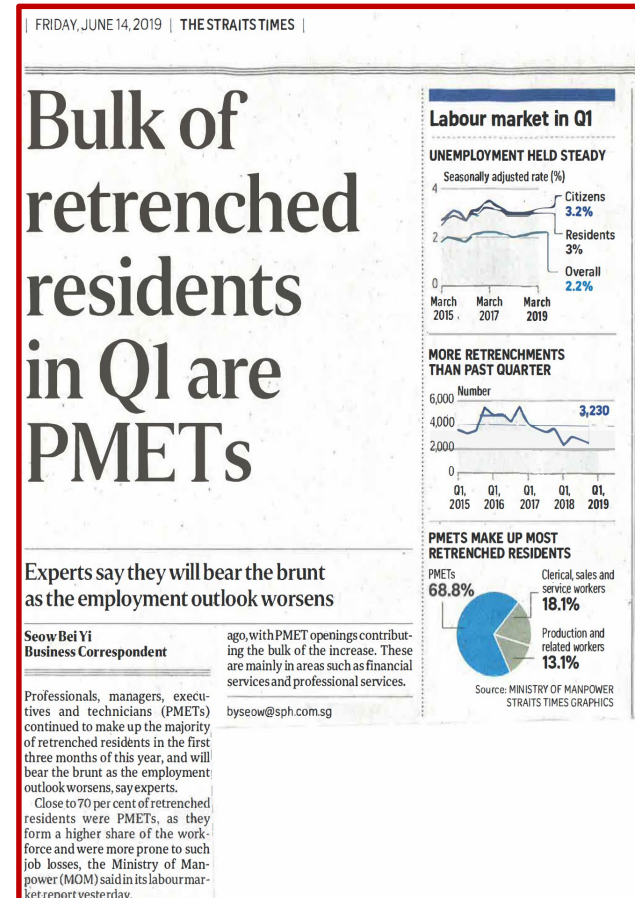 | FRIDAY, JUNE 14, 2019 | THE STRAITS TIMES |
Bulk of
retrenched
residents
in Q1 are
PMETs
Experts say they will bear the brunt
as the employment outlook worsens
Seow Bei Yi
Business Correspondent
Professionals, managers, execu-
tives and technicians (PMETs)
continued to make up the majority
of retrenched residents in the first
three months of this year, and will
bear the brunt as the employment
outlook worsens, say experts.
Close to 70 per cent of retrenched
residents were PMETs, as they
form a higher share of the work-
force and were more prone to such
job losses, the Ministry of Man-
power (MOM) said in its labour mar-
ket report yesterday.
ago, with PMET openings contribut-
ing the bulk of the increase. These
are mainly in areas such as financial
services and professional services.
byseow@sph.com.sg
Labour market in Q1
UNEMPLOYMENT HELD STEADY
Seasonally adjusted rate (%)
4
2
0
Citizens
3.2%
Residents
3%
Overall
2.2%
March March March
2015 2017 2019
MORE RETRENCHMENTS
THAN PAST QUARTER
Number
6,000
4,000
2,000
0
3,230
Q1, Q1, Q1, Q1, Q1,
2015 2016 2017 2018 2019
PMETS MAKE UP MOST
RETRENCHED RESIDENTS
PMETs
68.8%
Clerical, sales and
service workers
18.1%
Production and
related workers
13.1%
Source: MINISTRY OF MANPOWER
STRAITS TIMES GRAPHICS